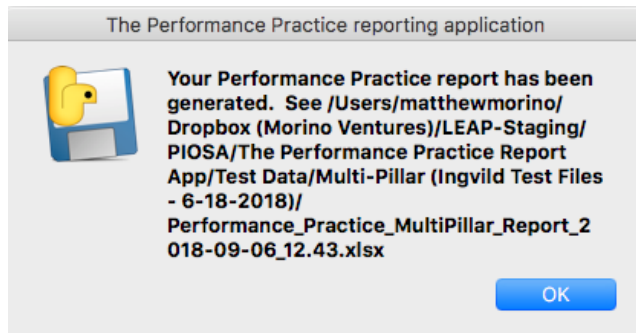 The Performance Practice reporting application
Your Performance Practice report has been
generated.  See /Users/matthewmorino/
Dropbox (Morino Ventures)/LEAP-Staging/
PIOSA/The Performance Practice Report
App/Test Data/Multi-Pillar (Ingvild Test Files
- 6-18-2018)/
Performance_Practice_MultiPillar_Report_2
018-09-06_12.43.xlsx
OK